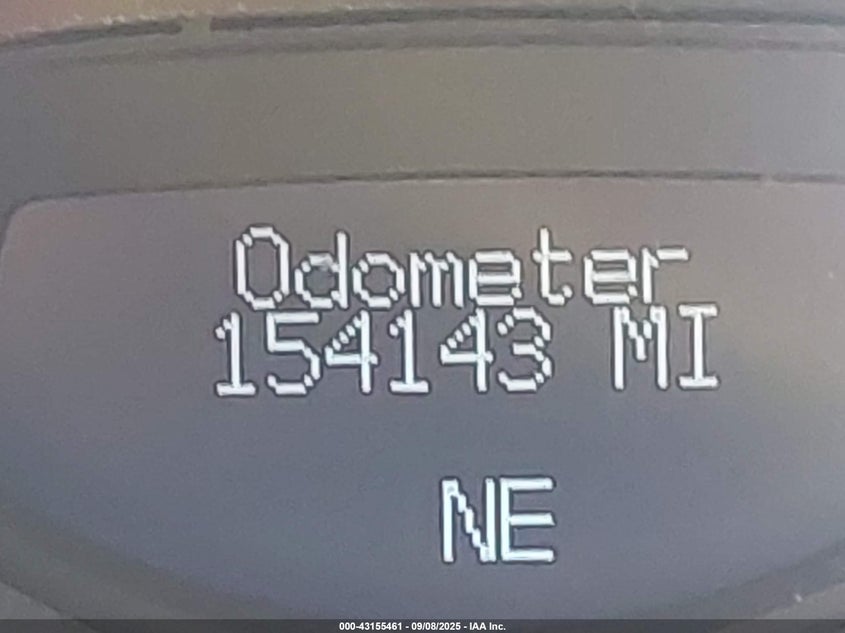 Odometer
154143 MI
NE
000-43155461 - 09/08/2025 - IAA Inc.